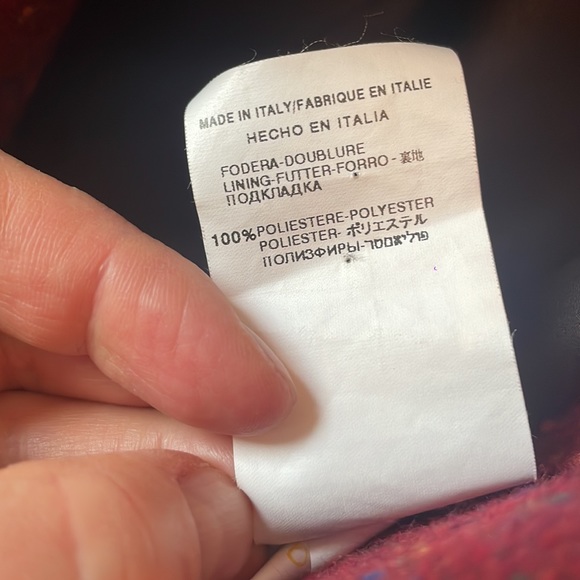 MADE IN ITALY/FABRIQUE EN ITALIE
HECHO EN ITALIA
FODERA-DOUBLURE
LINING-FUTTER-FORRO-裏地
ПОДКЛАДКА
100% POLIESTERE-POLYESTER
POLIESTER-ポリエステル
ПОЛИЗФИРЫ-פוליאסטר